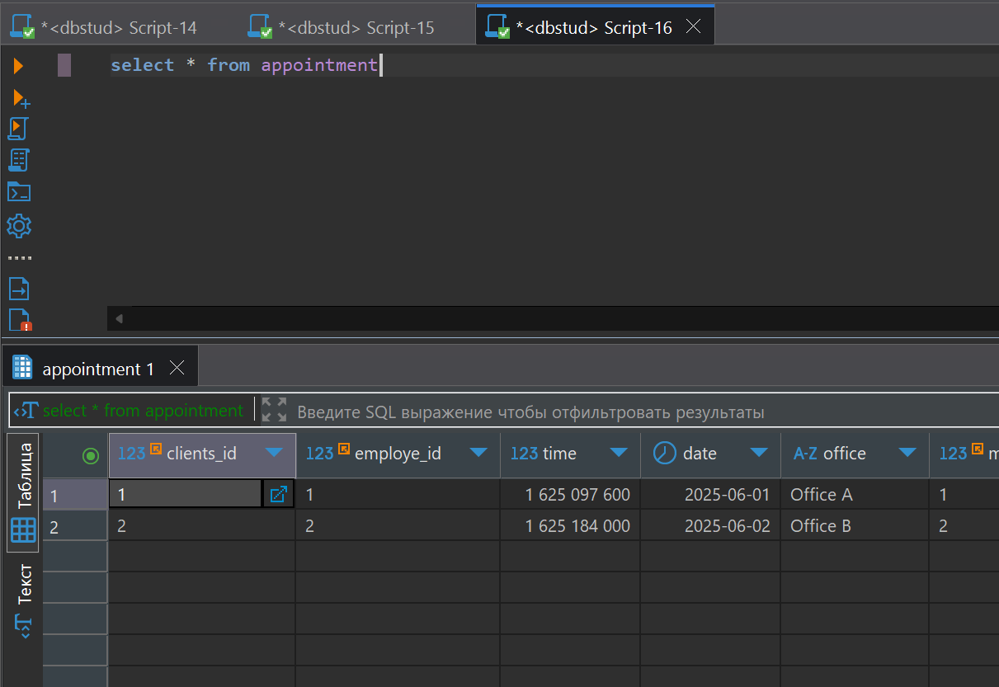 *<dbstud> Script-14 *<dbstud> Script-15 *<dbstud> Script-16
select * from appointment
appointment 1
select * from appointment Введите SQL выражение чтобы отфильтровать результаты
Таблица
Текст
123 clients_id 123 employe_id 123 time date A-Z office 123
1 1 1 1 625 097 600 2025-06-01 Office A 1
2 2 2 1 625 184 000 2025-06-02 Office B 2